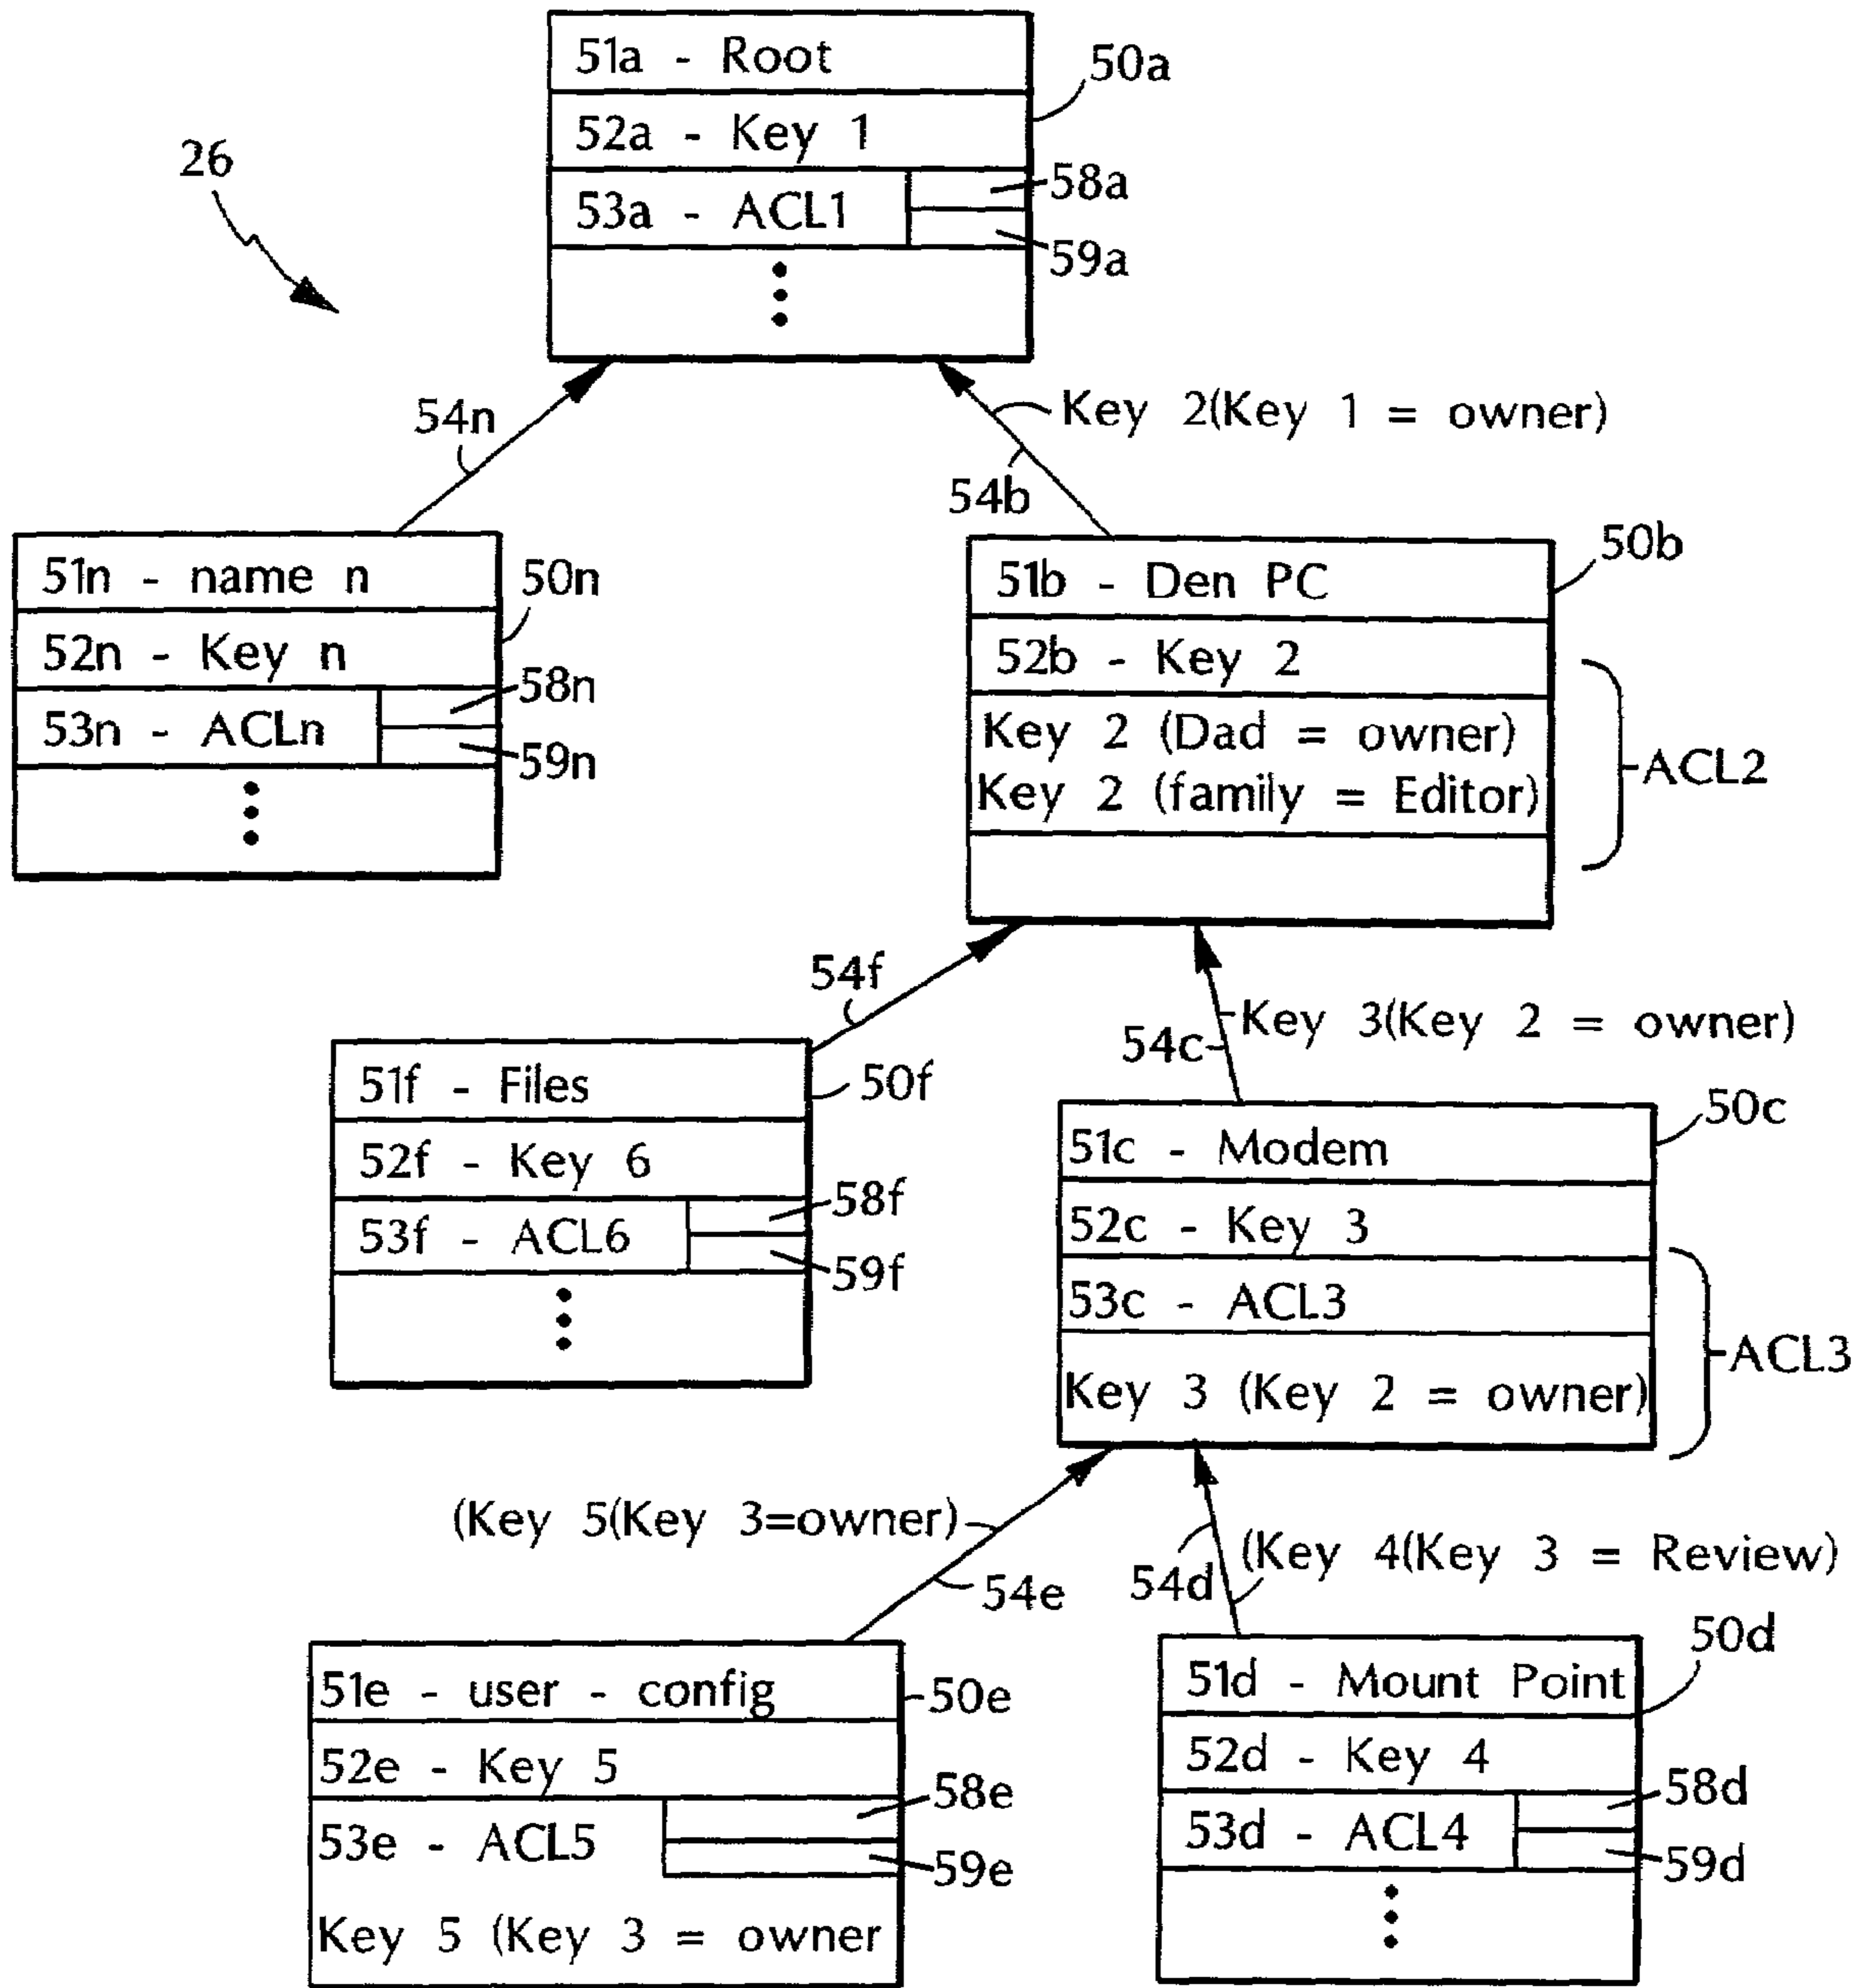 51a - Root
50a
52a - Key 1
26
58a
53a - ACL1
59a
54n
Key 2(Key 1 = owner)
54b
51n - name n
50n
52n - Key n
58n
53n - ACLn
59n
50b
51b - Den PC
52b - Key 2
Key 2 (Dad = owner)
Key 2 (family = Editor)
ACL2
54f
Key 3(Key 2 = owner)
54c
51f - Files
50f
52f - Key 6
58f
53f - ACL6
59f
50c
51c - Modem
52c - Key 3
53c - ACL3
ACL3
Key 3 (Key 2 = owner)
(Key 5(Key 3=owner)
54e
54d
(Key 4(Key 3 = Review)
51e - user - config
50e
52e - Key 5
58e
53e - ACL5
59e
Key 5 (Key 3 = owner
50d
51d - Mount Point
52d - Key 4
58d
53d - ACL4
59d